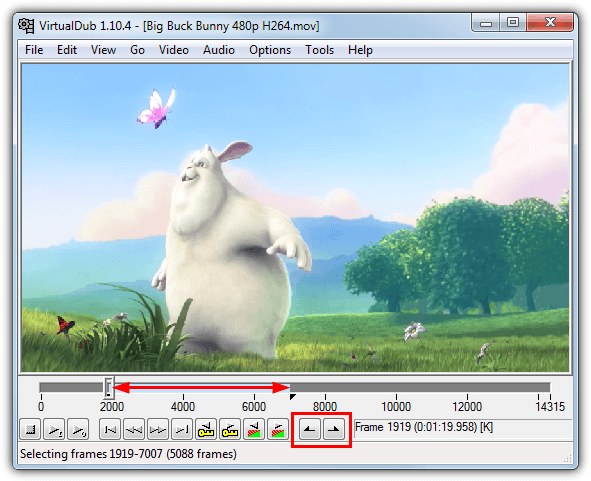 VirtualDub 1.10.4 - [Big Buck Bunny 480p H264.mov]
File Edit View Go Video Audio Options Tools Help
0 2000 4000 6000 8000 10000 12000 14315
Frame 1919 (0:01:19.958) [K]
Selecting frames 1919-7007 (5088 frames)